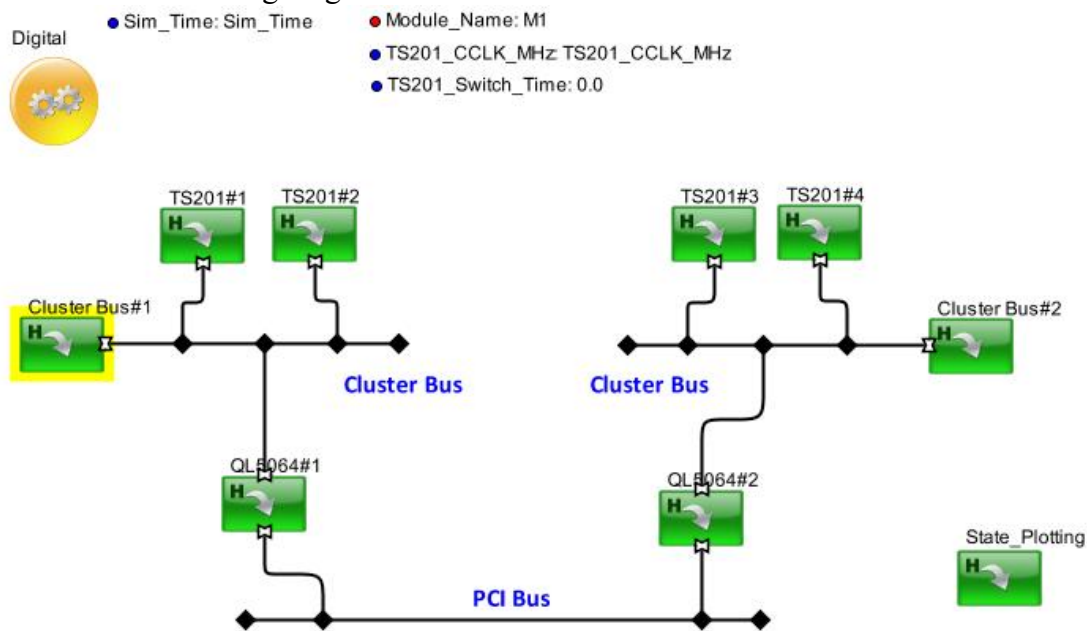 Digital
Sim_Time: Sim_Time
Module_Name: M1
TS201_CCLK_MHz: TS201_CCLK_MHz
TS201_Switch_Time: 0.0
TS201#1
TS201#2
TS201#3
TS201#4
H
H
H
H
Cluster Bus#1
Cluster Bus#2
H
H
Cluster Bus
Cluster Bus
QL5064#1
QL5064#2
H
H
State_Plotting
H
PCI Bus